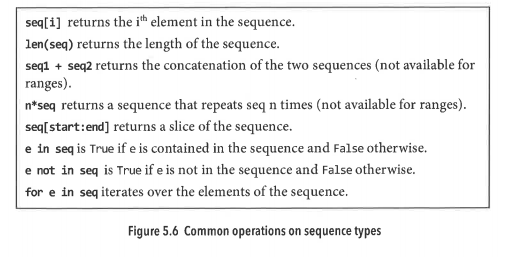 seq[i] returns the iᵗʰ element in the sequence.
len(seq) returns the length of the sequence.
seq1 + seq2 returns the concatenation of the two sequences (not available for
ranges).
n*seq returns a sequence that repeats seq n times (not available for ranges).
seq[start:end] returns a slice of the sequence.
e in seq is True if e is contained in the sequence and False otherwise.
e not in seq is True if e is not in the sequence and False otherwise.
for e in seq iterates over the elements of the sequence.
Figure 5.6 Common operations on sequence types